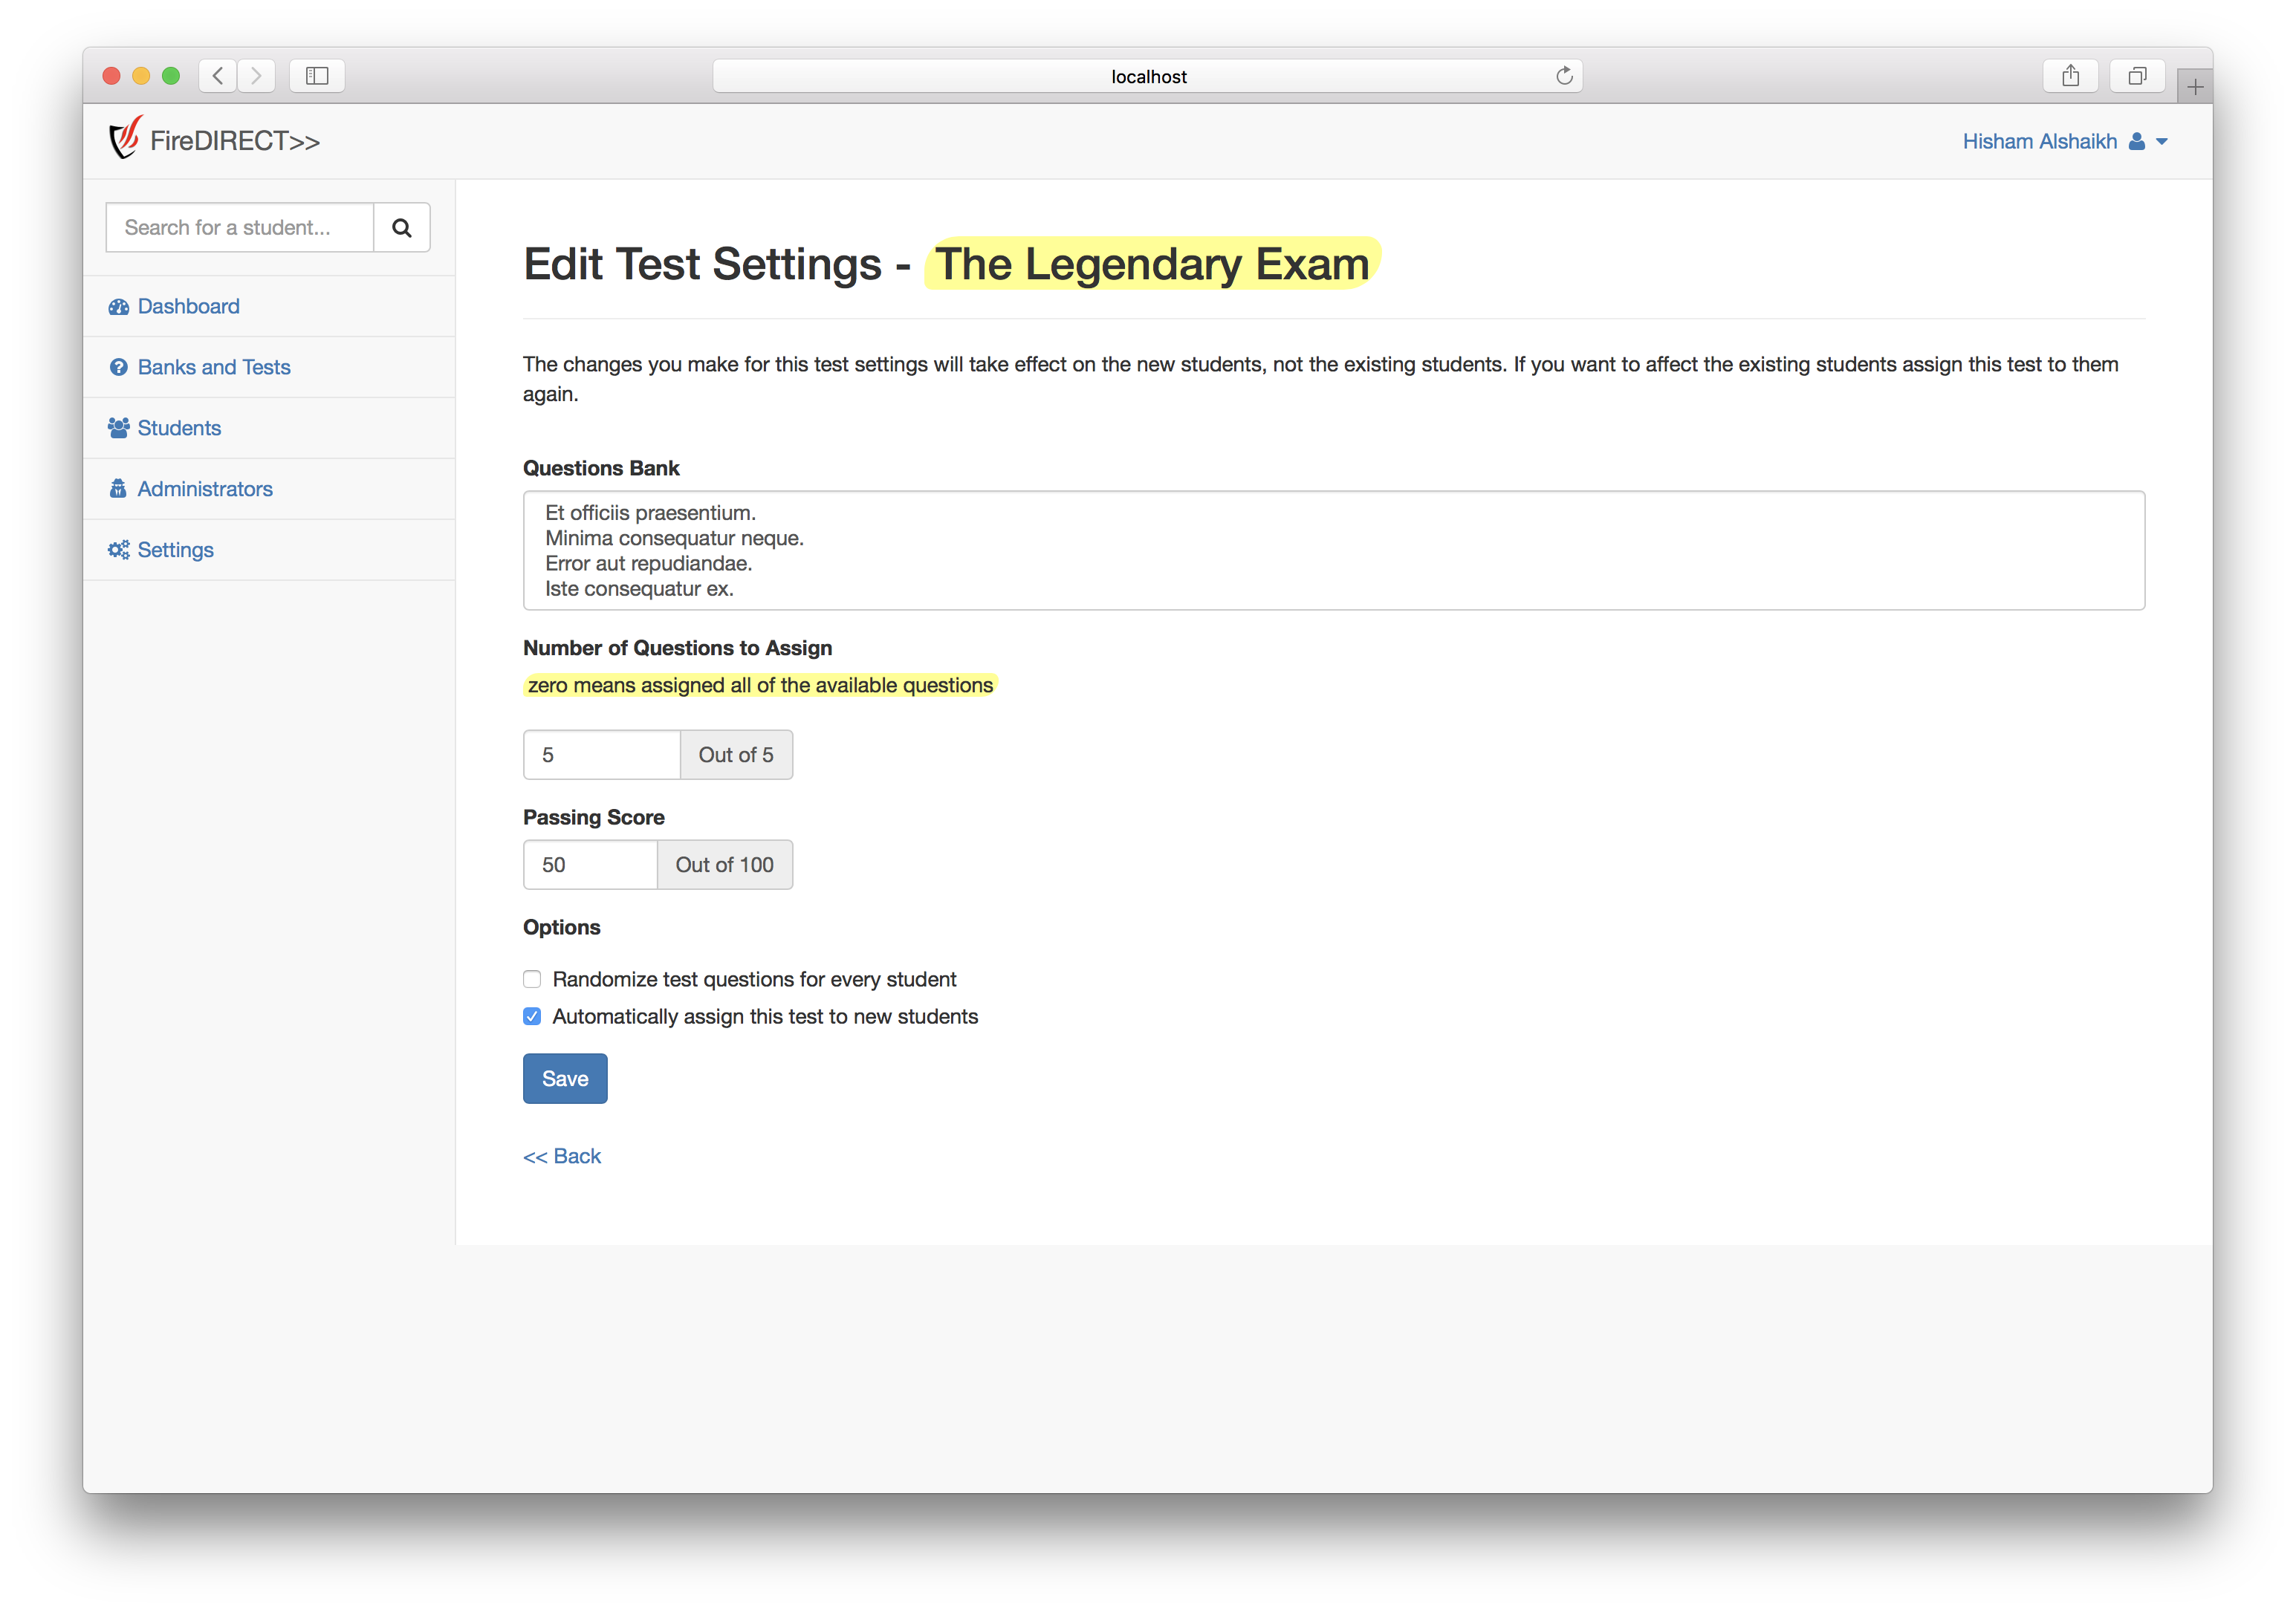 localhost
FireDIRECT>>
Hisham Alshaikh
Search for a student...
Dashboard
Banks and Tests
Students
Administrators
Settings
Edit Test Settings - The Legendary Exam
The changes you make for this test settings will take effect on the new students, not the existing students. If you want to affect the existing students assign this test to them
again.
Questions Bank
Et officiis praesentium.
Minima consequatur neque.
Error aut repudiandae.
Iste consequatur ex.
Number of Questions to Assign
zero means assigned all of the available questions
5 Out of 5
Passing Score
50 Out of 100
Options
Randomize test questions for every student
Automatically assign this test to new students
Save
<< Back